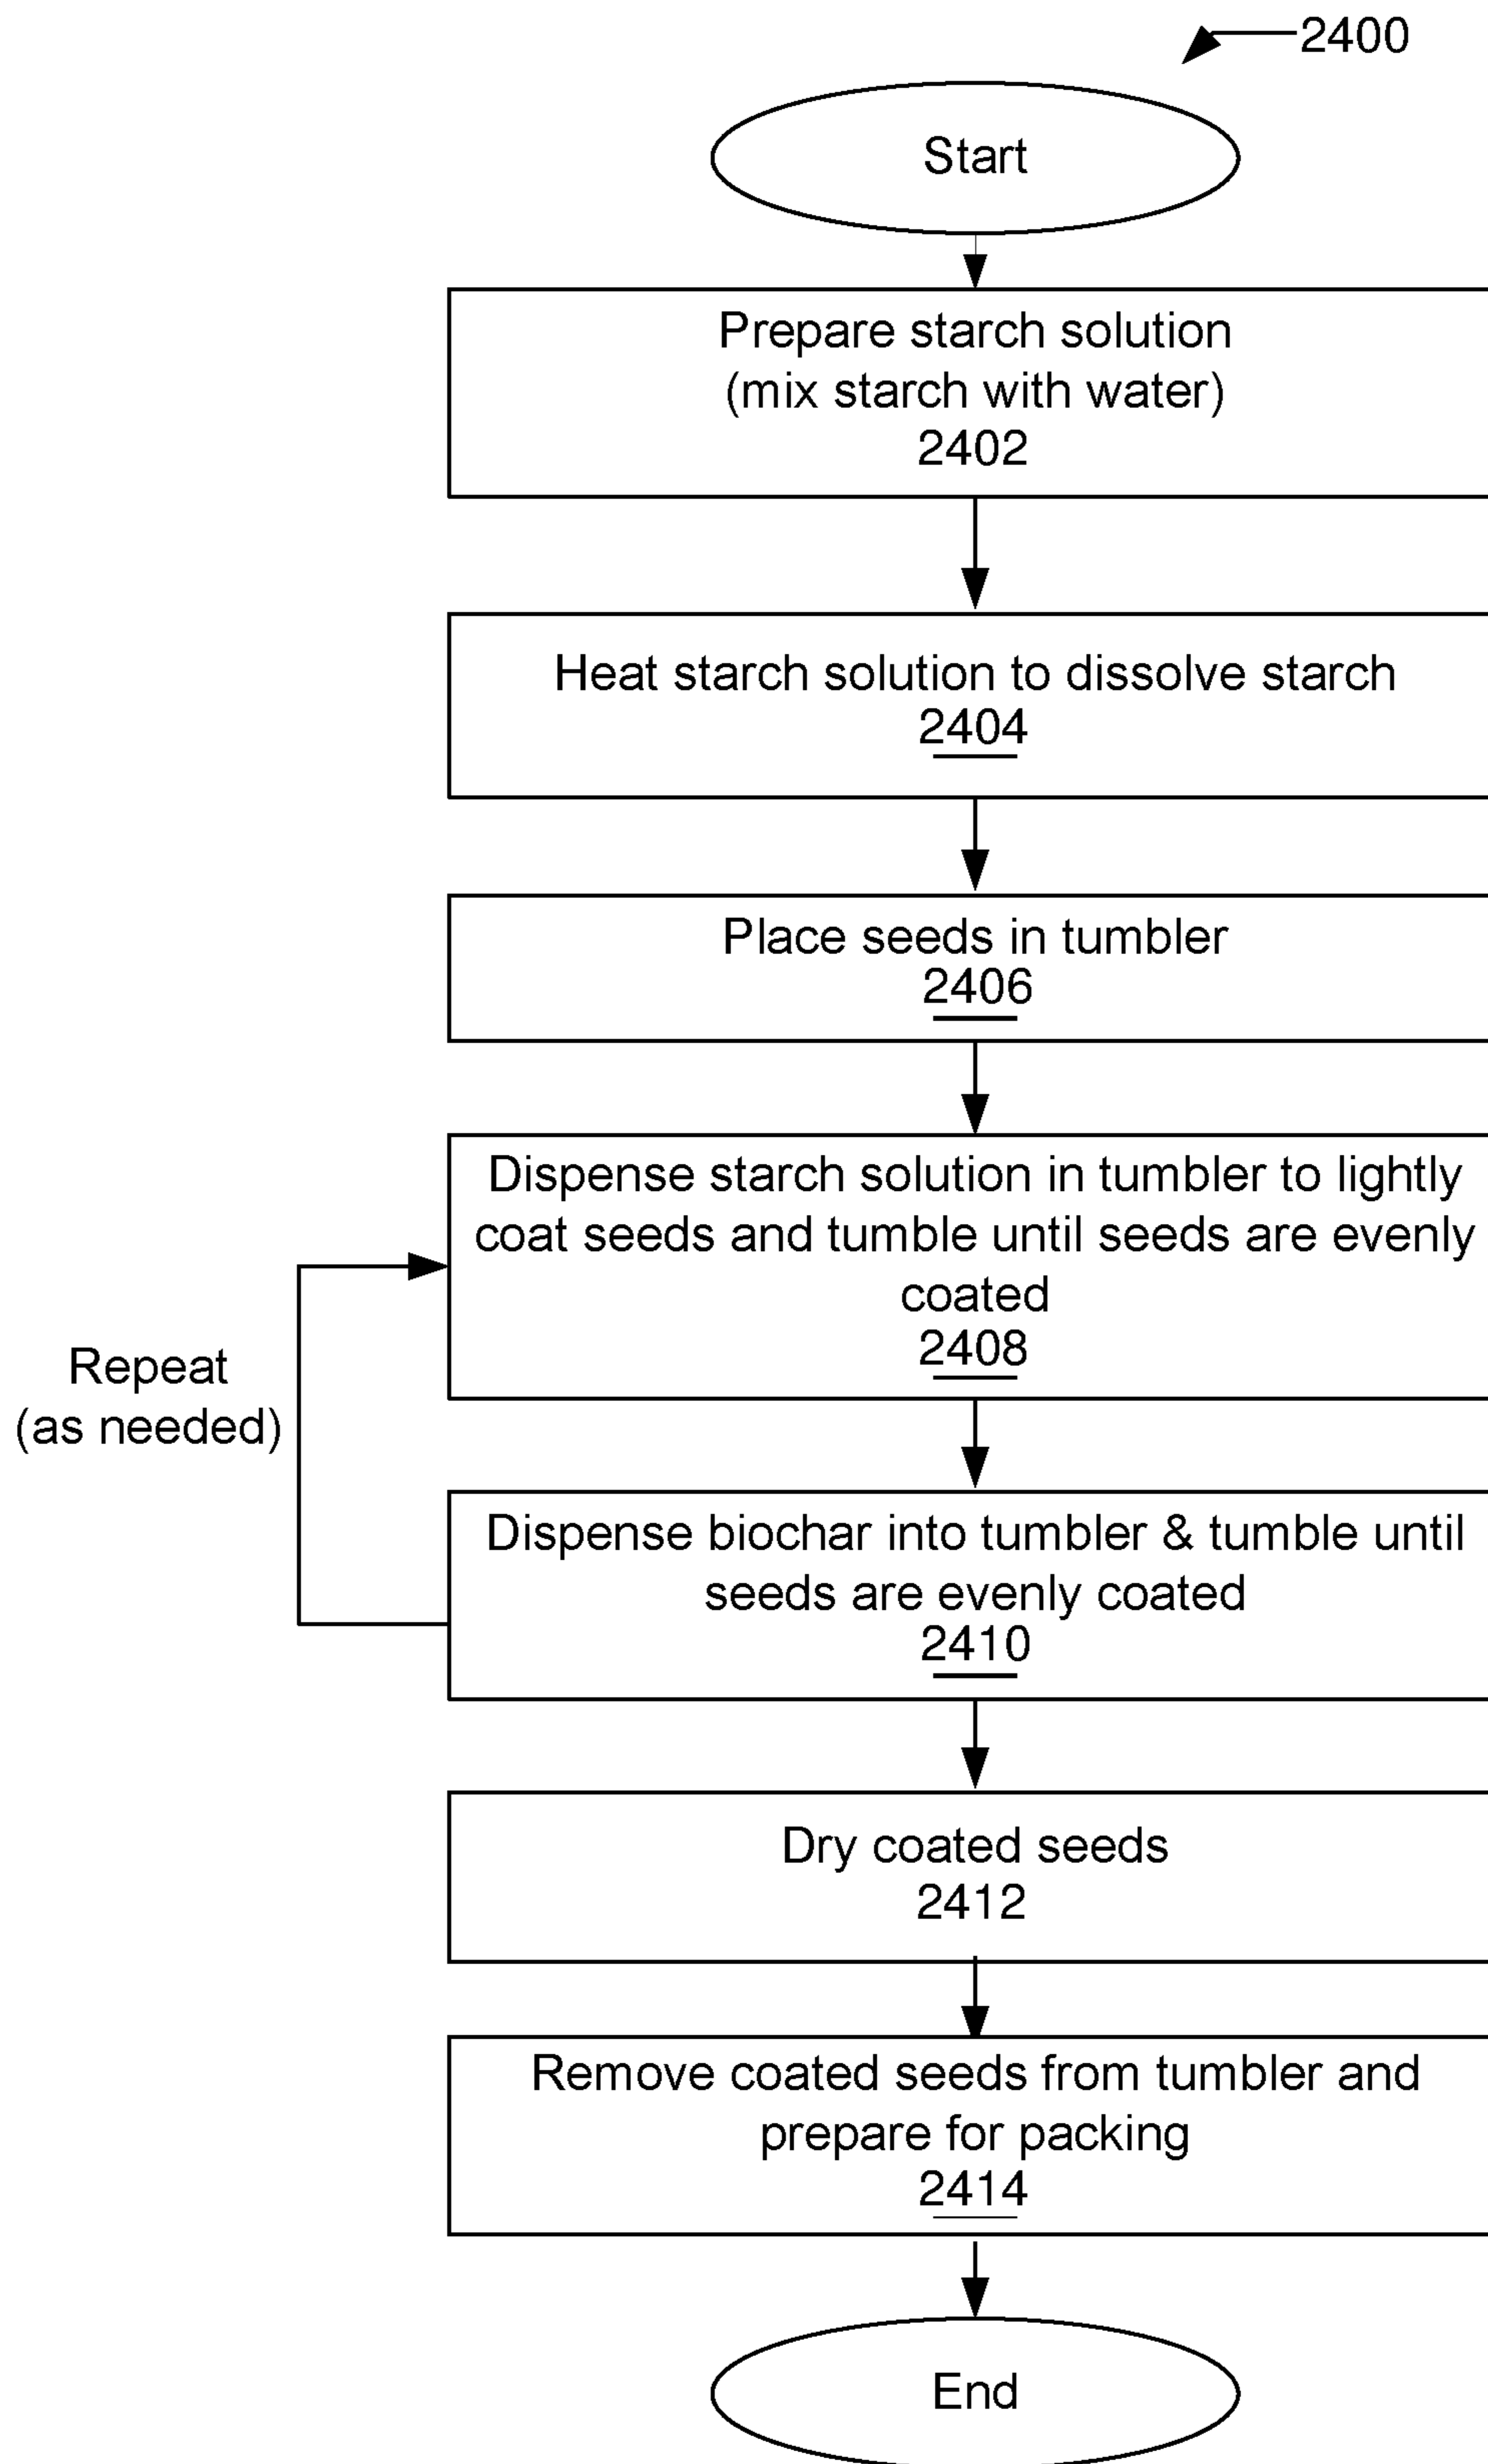 2400
Start
Prepare starch solution
(mix starch with water)
2402
Heat starch solution to dissolve starch
2404
Place seeds in tumbler
2406
Dispense starch solution in tumbler to lightly
coat seeds and tumble until seeds are evenly
coated
2408
Repeat
(as needed)
Dispense biochar into tumbler & tumble until
seeds are evenly coated
2410
Dry coated seeds
2412
Remove coated seeds from tumbler and
prepare for packing
2414
End